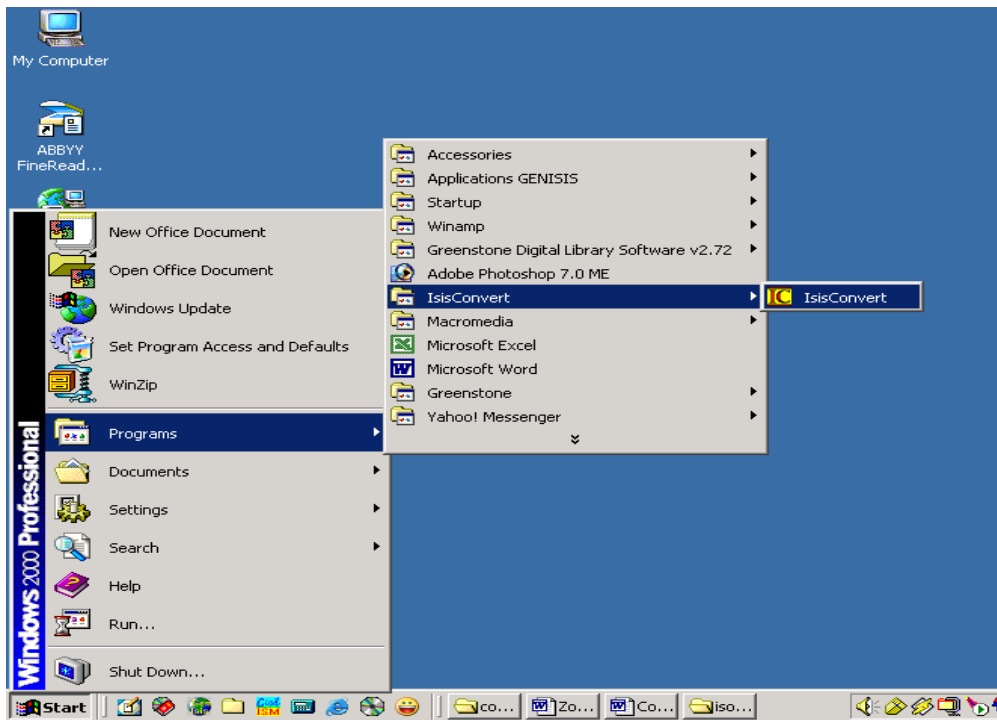 My Computer
ABBYY
FineRead...
New Office Document
Open Office Document
Windows Update
Set Program Access and Defaults
WinZip
Programs
Documents
Settings
Search
Help
Run...
Shut Down...
Windows 2000 Professional
Accessories
Applications GENISIS
Startup
Winamp
Greenstone Digital Library Software v2.72
Adobe Photoshop 7.0 ME
IsisConvert
Macromedia
Microsoft Excel
Microsoft Word
Greenstone
Yahoo! Messenger
IC IsisConvert
Start
co...
Zo...
Co...
iso...